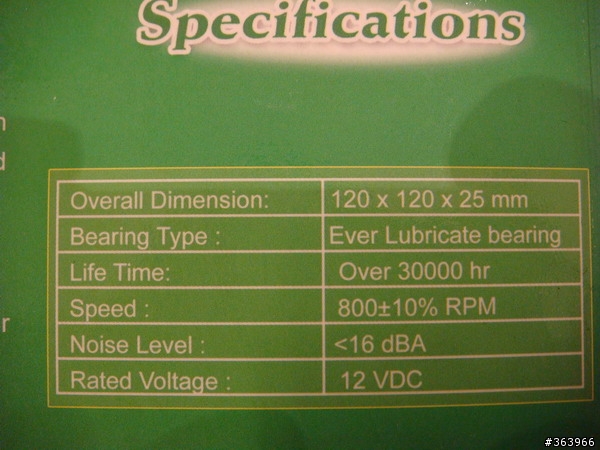 Specifications
n
d
r
Overall Dimension: 120 x 120 x 25 mm
Bearing Type : Ever Lubricate bearing
Life Time: Over 30000 hr
Speed : 800±10% RPM
Noise Level : <16 dBA
Rated Voltage : 12 VDC
#363966